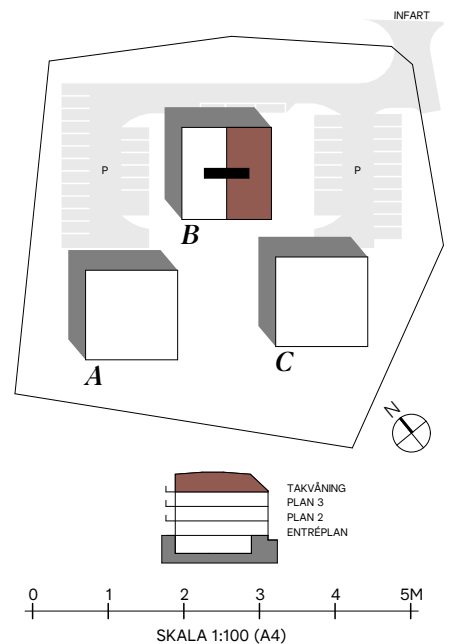 INFART
P
P
B
A
C
N
TAKVÅNING
PLAN 3
PLAN 2
ENTRÉPLAN
0 1 2 3 4 5M
SKALA 1:100 (A4)